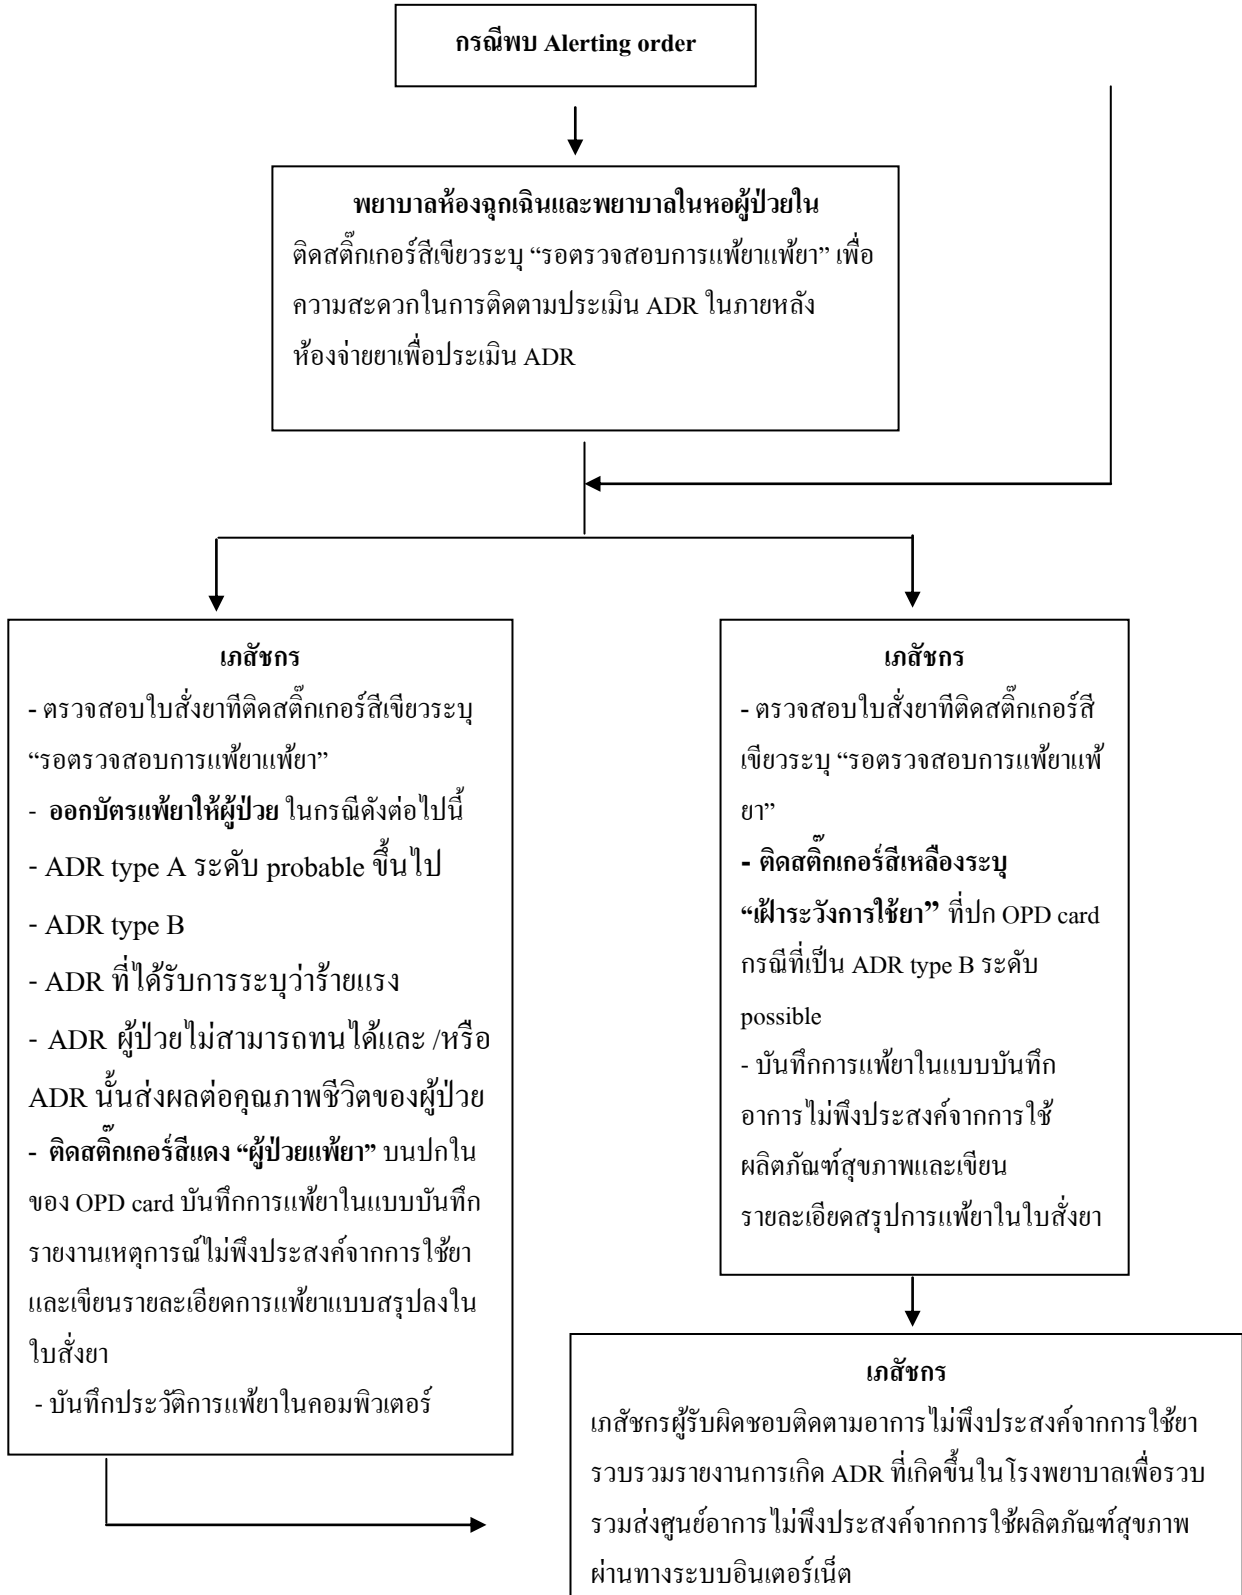 กรณีพบ Alerting order
พยาบาลห้องฉุกเฉินและพยาบาลในหอผู้ป่วยใน
ติดสติ๊กเกอร์สีเขียวระบุ “รอตรวจสอบการแพ้ยาแพ้ยา” เพื่อ
ความสะดวกในการติดตามประเมิน ADR ในภายหลัง
ห้องจ่ายยาเพื่อประเมิน ADR
เภสัชกร
- ตรวจสอบใบสั่งยาทีติดสติ๊กเกอร์สีเขียวระบุ
“รอตรวจสอบการแพ้ยาแพ้ยา”
- ออกบัตรแพ้ยาให้ผู้ป่วย ในกรณีดังต่อไปนี้
- ADR type A ระดับ probable ขึ้นไป
- ADR type B
- ADR ที่ได้รับการระบุว่าร้ายแรง
- ADR ผู้ป่วยไม่สามารถทนได้และ /หรือ
ADR นั้นส่งผลต่อคุณภาพชีวิตของผู้ป่วย
- ติดสติ๊กเกอร์สีแดง “ผู้ป่วยแพ้ยา” บนปกใน
ของ OPD card บันทึกการแพ้ยาในแบบบันทึก
รายงานเหตุการณ์ไม่พึงประสงค์จากการใช้ยา
และเขียนรายละเอียดการแพ้ยาแบบสรุปลงใน
ใบสั่งยา
- บันทึกประวัติการแพ้ยาในคอมพิวเตอร์
เภสัชกร
- ตรวจสอบใบสั่งยาทีติดสติ๊กเกอร์สี
เขียวระบุ “รอตรวจสอบการแพ้ยาแพ้
ยา”
- ติดสติ๊กเกอร์สีเหลืองระบุ
“เฝ้าระวังการใช้ยา” ที่ปก OPD card
กรณีที่เป็น ADR type B ระดับ
possible
- บันทึกการแพ้ยาในแบบบันทึก
อาการไม่พึงประสงค์จากการใช้
ผลิตภัณฑ์สุขภาพและเขียน
รายละเอียดสรุปการแพ้ยาในใบสั่งยา
เภสัชกร
เภสัชกรผู้รับผิดชอบติดตามอาการไม่พึงประสงค์จากการใช้ยา
รวบรวมรายงานการเกิด ADR ที่เกิดขึ้นในโรงพยาบาลเพื่อรวบ
รวมส่งศูนย์อาการไม่พึงประสงค์จากการใช้ผลิตภัณฑ์สุขภาพ
ผ่านทางระบบอินเตอร์เน็ต